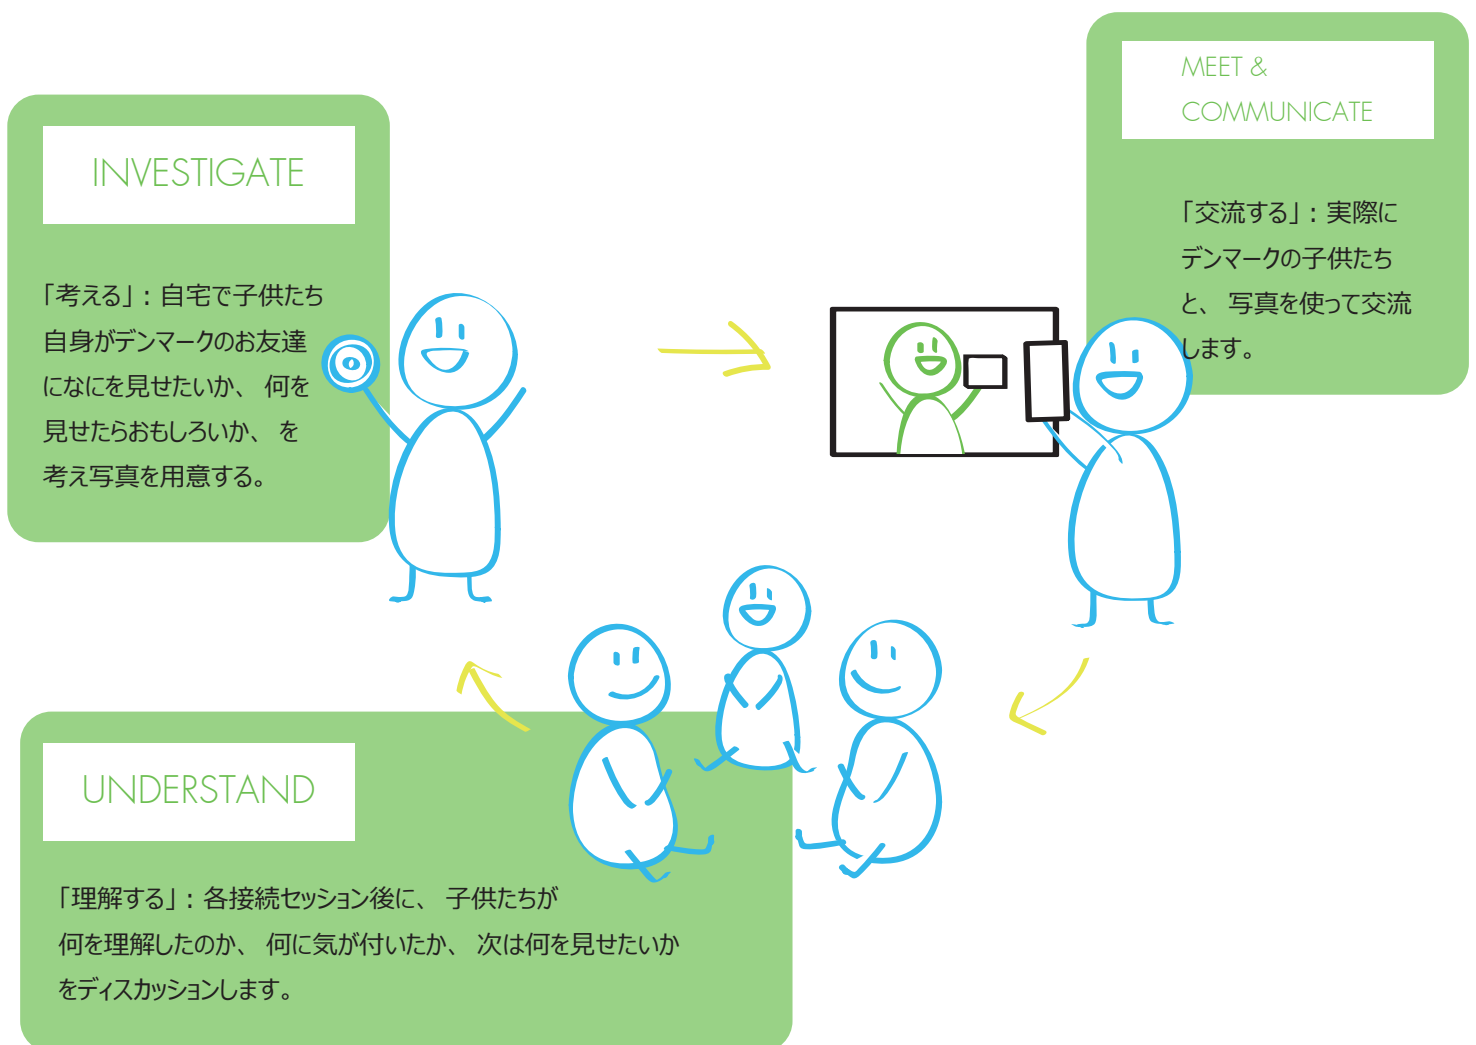 INVESTIGATE
「考える」: 自宅で子供たち
自身がデンマークのお友達
になにを見せたいか、 何を
見せたらおもしろいか、 を
考え写真を用意する。
MEET &
COMMUNICATE
「交流する」: 実際に
デンマークの子供たち
と、 写真を使って交流
します。
UNDERSTAND
「理解する」: 各接続セッション後に、 子供たちが
何を理解したのか、 何に気が付いたか、 次は何を見せたいか
をディスカッションします。